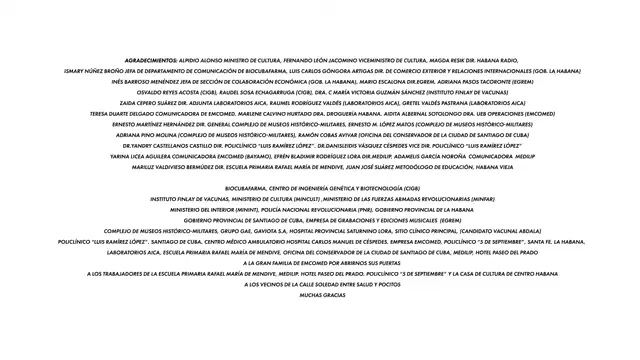 AGRADECIMIENTOS: ALPIDIO ALONSO MINISTRO DE CULTURA, FERNANDO LEÓN JACOMINO VICEMINISTRO DE CULTURA, MAGDA RESIK DIR. HABANA RADIO,
ISMARY NÚÑEZ BROÑO JEFA DE DEPARTAMENTO DE COMUNICACIÓN DE BIOCUBAFARMA, LUIS CARLOS GÓNGORA ARTIGAS DIR. DE COMERCIO EXTERIOR Y RELACIONES INTERNACIONALES (GOB. LA HABANA)
INÉS BARROSO MENÉNDEZ JEFA DE SECCIÓN DE COLABORACIÓN ECONÓMICA (GOB. LA HABANA), MARIO ESCALONA DIR.EGREM. ADRIANA PASOS TACORONTE (EGREM)
OSVALDO REYES ACOSTA (CIGB), RAUDEL SOSA ECHAGARRUGA (CIGB), DRA. C MARÍA VICTORIA GUZMÁN SÁNCHEZ (INSTITUTO FINLAY DE VACUNAS)
ZAIDA CEPERO SUÁREZ DIR. ADJUNTA LABORATORIOS AICA, RAUMEL RODRÍGUEZ VALDÉS (LABORATORIOS AICA), GRETEL VALDÉS PASTRANA (LABORATORIOS AICA)
TERESA DUARTE DELGADO COMUNICADORA DE EMCOMED. MARLENE CALVINO HURTADO DRA. DROGUERÍA HABANA, AIDITA ALBERNAL SOTOLONGO DRA. UEB OPERACIONES (EMCOMED)
ERNESTO MARTÍNEZ HERNÁNDEZ DIR. GENERAL COMPLEJO DE MUSEOS HISTÓRICO-MILITARES, ERNESTO M. LÓPEZ MATOS (COMPLEJO DE MUSEOS HISTÓRICO-MILITARES)
ADRIANA PINO MOLINA (COMPLEJO DE MUSEOS HISTÓRICO-MILITARES), RAMÓN COBAS AVIVAR (OFICINA DEL CONSERVADOR DE LA CIUDAD DE SANTIAGO DE CUBA)
DR.YANDRY CASTELLANOS CASTILLO DIR. POLICLÍNICO "LUIS RAMÍREZ LÓPEZ". DR.DANISLEIDIS VÁSQUEZ CÉSPEDES VICE DIR. POLICLÍNICO "LUIS RAMÍREZ LÓPEZ"
YARINA LICEA AGUILERA COMUNICADORA EMCOMED (BAYAMO), EFRÉN BLADIMIR RODRÍGUEZ LORA DIR.MEDILIP, ADAMELIS GARCÍA NOROÑA COMUNICADORA MEDILIP
MARILUZ VALDIVIESO BERMÚDEZ DIR. ESCUELA PRIMARIA RAFAEL MARÍA DE MENDIVE, JUAN JOSÉ SUÁREZ METODÓLOGO DE EDUCACIÓN, HABANA VIEJA
BIOCUBAFARMA, CENTRO DE INGENIERÍA GENÉTICA Y BIOTECNOLOGÍA (CIGB)
INSTITUTO FINLAY DE VACUNAS, MINISTERIO DE CULTURA (MINCULT) ,MINISTERIO DE LAS FUERZAS ARMADAS REVOLUCIONARIAS (MINFAR)
MINISTERIO DEL INTERIOR (MININT), POLICÍA NACIONAL REVOLUCIONARIA (PNR), GOBIERNO PROVINCIAL DE LA HABANA
GOBIERNO PROVINCIAL DE SANTIAGO DE CUBA, EMPRESA DE GRABACIONES Y EDICIONES MUSICALES (EGREM)
COMPLEJO DE MUSEOS HISTÓRICO-MILITARES, GRUPO GAE, GAVIOTA S.A, HOSPITAL PROVINCIAL SATURNINO LORA, SITIO CLÍNICO PRINCIPAL, (CANDIDATO VACUNAL ABDALA)
POLICLÍNICO "LUIS RAMÍREZ LÓPEZ". SANTIAGO DE CUBA, CENTRO MÉDICO AMBULATORIO HOSPITAL CARLOS MANUEL DE CÉSPEDES, EMPRESA EMCOMED, POLICLÍNICO "5 DE SEPTIEMBRE", SANTA FE. LA HABANA,
LABORATORIOS AICA, ESCUELA PRIMARIA RAFAEL MARÍA DE MENDIVE, OFICINA DEL CONSERVADOR DE LA CIUDAD DE SANTIAGO DE CUBA, MEDILIP, HOTEL PASEO DEL PRADO
A LA GRAN FAMILIA DE EMCOMED POR ABRIRNOS SUS PUERTAS
A LOS TRABAJADORES DE LA ESCUELA PRIMARIA RAFAEL MARÍA DE MENDIVE, MEDILIP. HOTEL PASEO DEL PRADO, POLICLÍNICO "5 DE SEPTIEMBRE" Y LA CASA DE CULTURA DE CENTRO HABANA
A LOS VECINOS DE LA CALLE SOLEDAD ENTRE SALUD Y POCITOS
MUCHAS GRACIAS